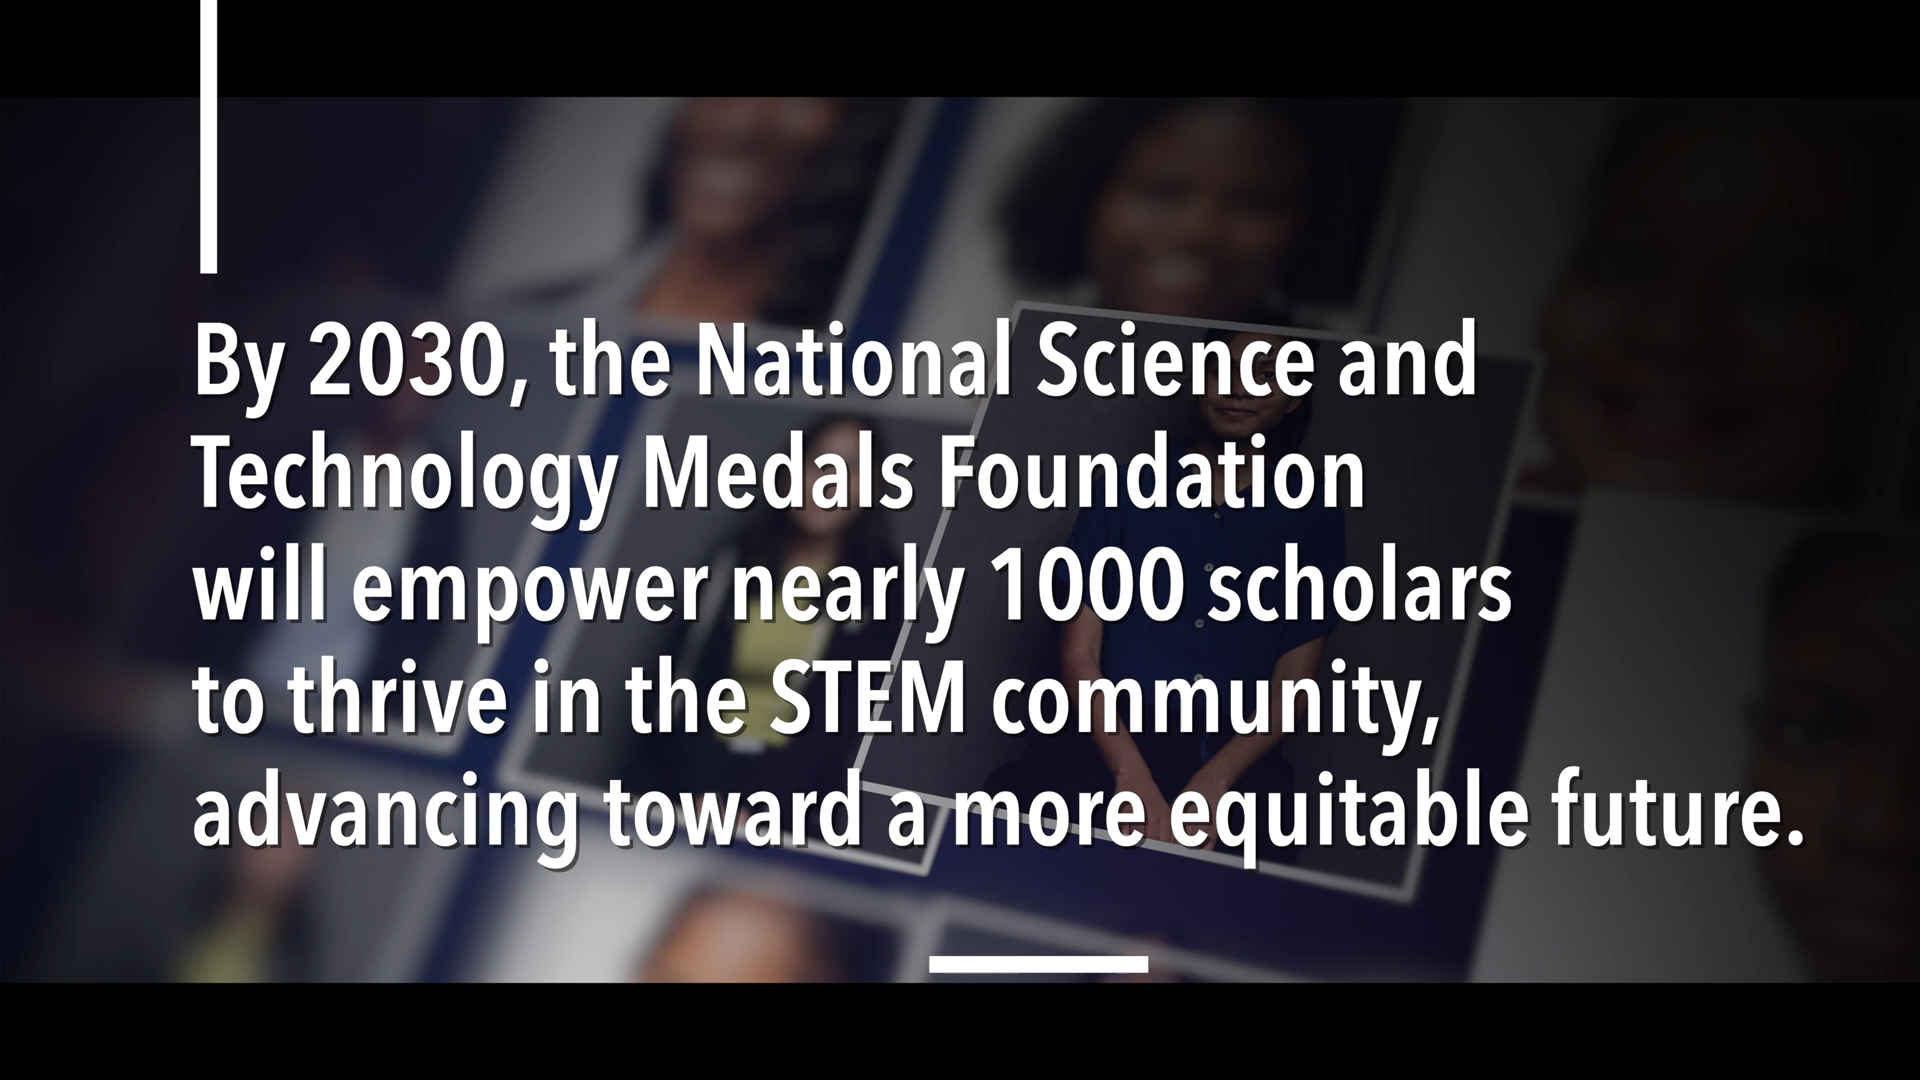 By 2030, the National Science and
Technology Medals Foundation
will empower nearly 1000 scholars
to thrive in the STEM community,
advancing toward a more equitable future.